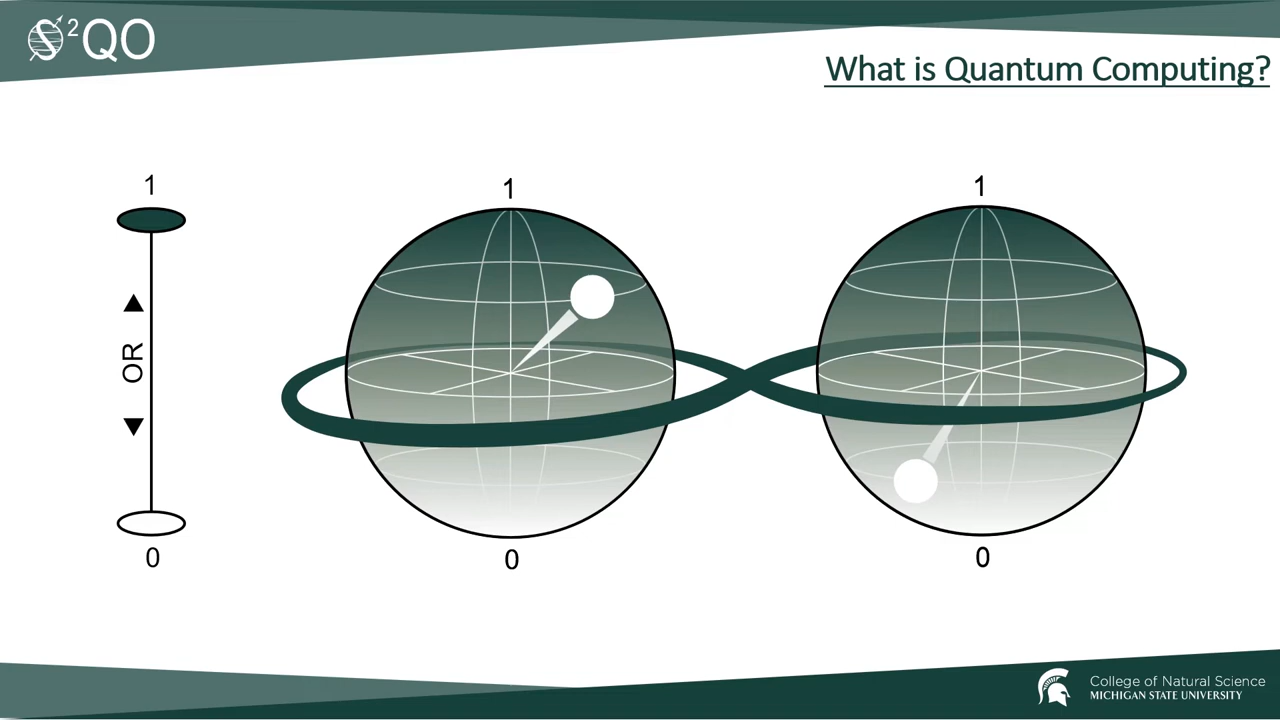 S²QO
What is Quantum Computing?
1
OR
0
1
0
1
0
College of Natural Science
MICHIGAN STATE UNIVERSITY